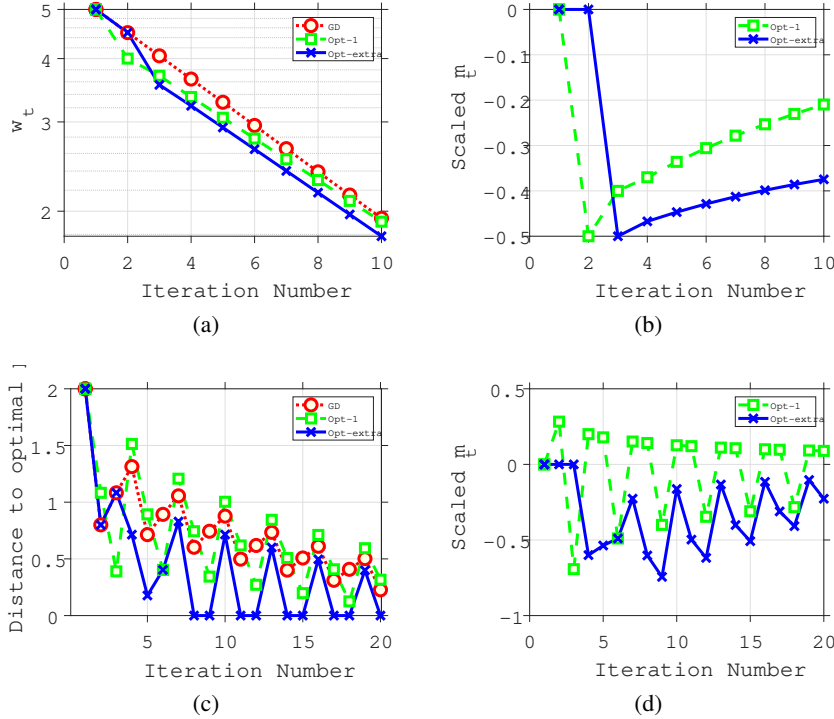 5
4
3
2
0
2
4
6
8
10
w_t
Iteration Number
GD
Opt-1
Opt-extra
(a)
0
-0.1
-0.2
-0.3
-0.4
-0.5
0
2
4
6
8
10
Scaled m_t
Iteration Number
Opt-1
Opt-extra
(b)
2
1.5
1
0.5
0
5
10
15
20
Distance to optimal ]
Iteration Number
GD
Opt-1
Opt-extra
(c)
0.5
0
-0.5
-1
0
5
10
15
20
Scaled m_t
Iteration Number
Opt-1
Opt-extra
(d)